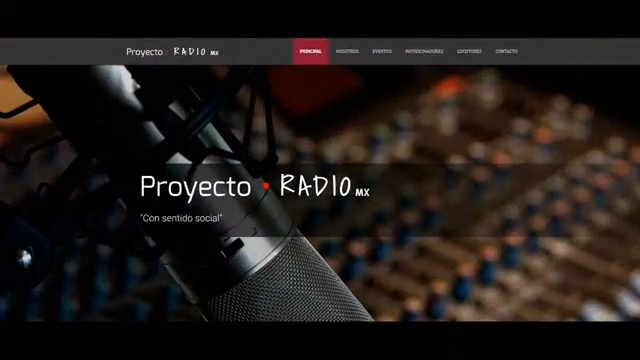 Proyecto RADIO MX
PRINCIPAL NOSOTROS EVENTOS PATROCINADORES LOCUTORES CONTACTO
Proyecto • RADIO MX
"Con sentido social"